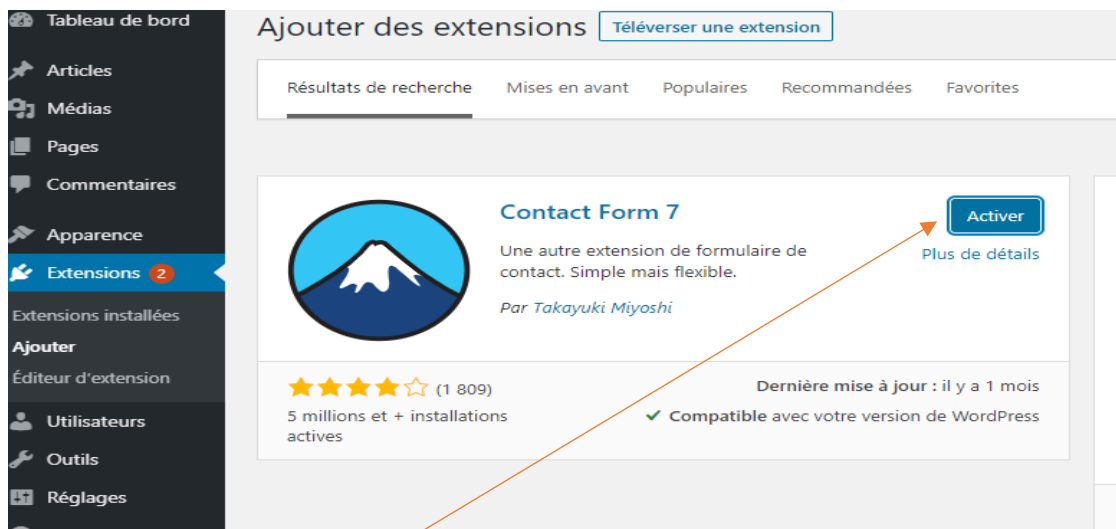 Tableau de bord
Articles
Médias
Pages
Commentaires
Apparence
Extensions 2
Extensions installées
Ajouter
Éditeur d'extension
Utilisateurs
Outils
Réglages
Ajouter des extensions Téléverser une extension
Résultats de recherche Mises en avant Populaires Recommandées Favorites
Contact Form 7
Activer
Une autre extension de formulaire de
contact. Simple mais flexible.
Plus de détails
Par Takayuki Miyoshi
(1 809)
5 millions et + installations
actives
Dernière mise à jour : il y a 1 mois
Compatible avec votre version de WordPress